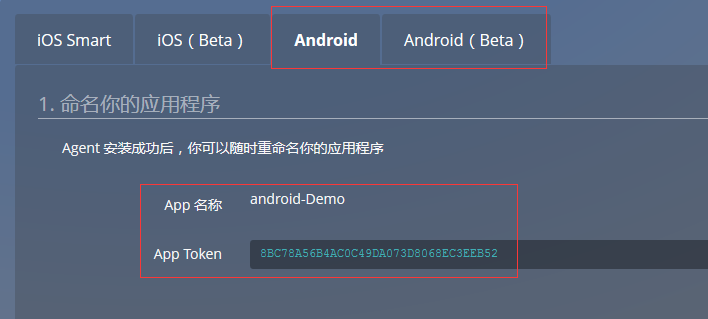 iOS Smart iOS ( Beta ) Android Android ( Beta )
1. 命名你的应用程序
Agent 安装成功后，你可以随时重命名你的应用程序
App 名称 android-Demo
App Token 8BC78A56B4AC0C49DA073D8068EC3EEB52